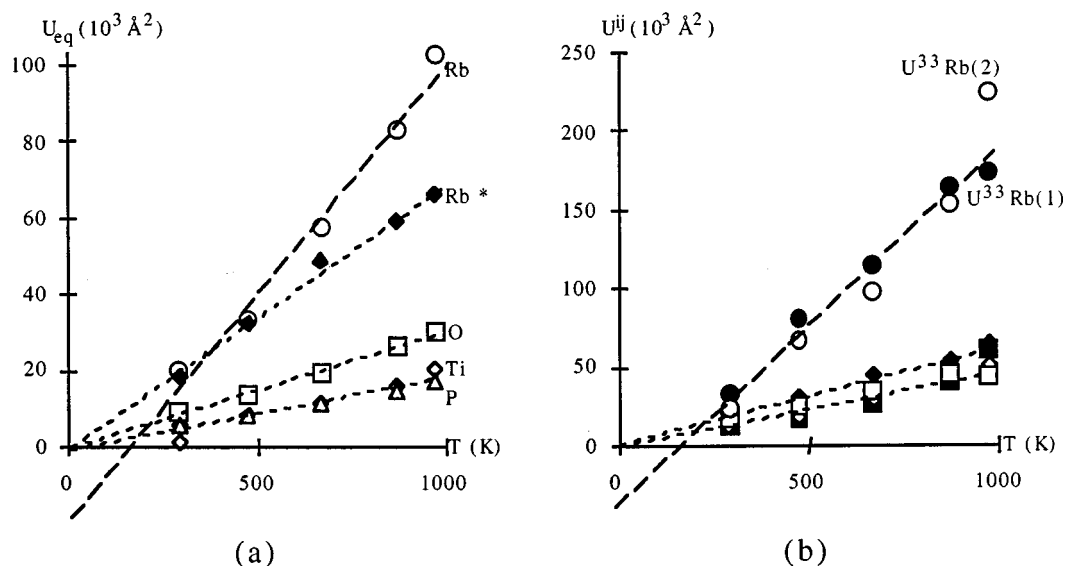 U_eq (10³ Å²)
100
80
60
40
20
0
Rb
Rb *
O
Ti
P
T (K)
0 500 1000
(a)
U^ij (10³ Å²)
250
200
150
100
50
0
U³³ Rb(2)
U³³ Rb(1)
T (K)
0 500 1000
(b)